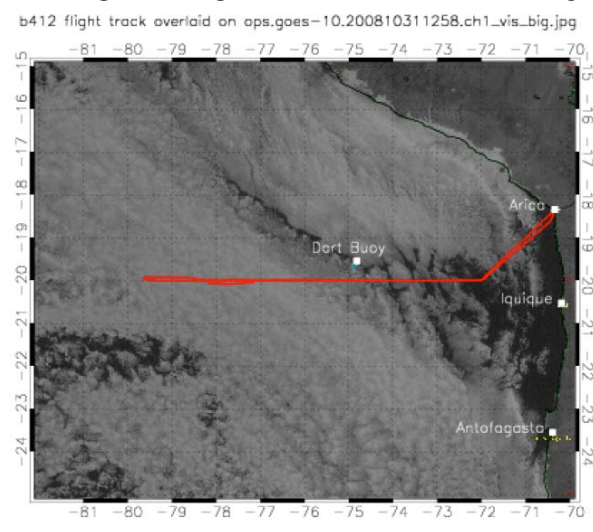 b412 flight track overlaid on ops.goes-10.200810311258.ch1_vis_big.jpg
-81 -80 -79 -78 -77 -76 -75 -74 -73 -72 -71 -70
-15 -15
-16 -16
-17 -17
-18 -18
Arica
-19 -19
Dart Buoy
-20 -20
Iquique
-21 -21
-22 -22
-23 -23
Antofagasta
-24 -24
-81 -80 -79 -78 -77 -76 -75 -74 -73 -72 -71 -70